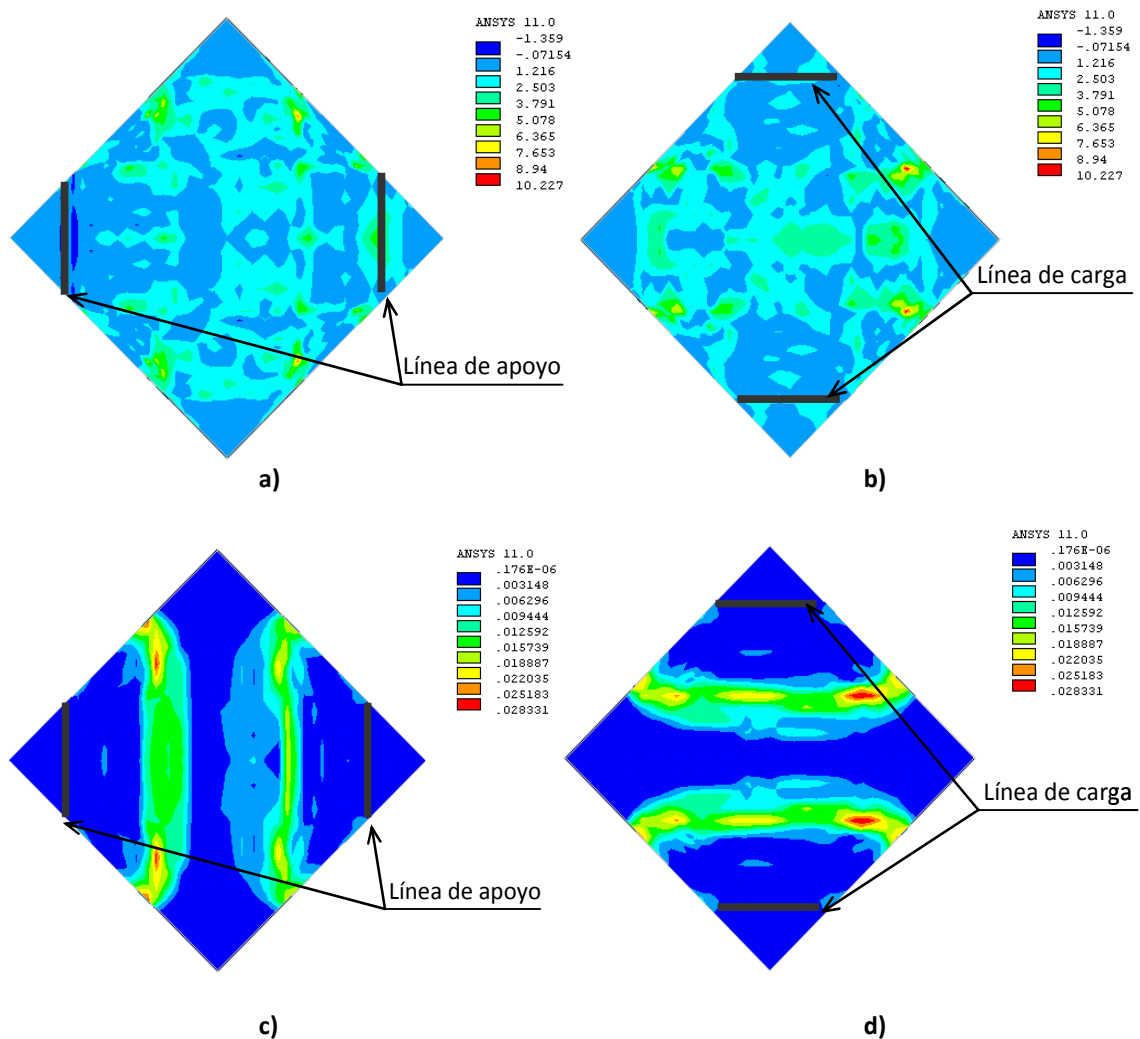 ANSYS 11.0
-1.359
-.07154
1.216
2.503
3.791
5.078
6.365
7.653
8.94
10.227
Línea de apoyo
a)
ANSYS 11.0
-1.359
-.07154
1.216
2.503
3.791
5.078
6.365
7.653
8.94
10.227
Línea de carga
b)
ANSYS 11.0
.176E-06
.003148
.006296
.009444
.012592
.015739
.018887
.022035
.025183
.028331
Línea de apoyo
c)
ANSYS 11.0
.176E-06
.003148
.006296
.009444
.012592
.015739
.018887
.022035
.025183
.028331
Línea de carga
d)